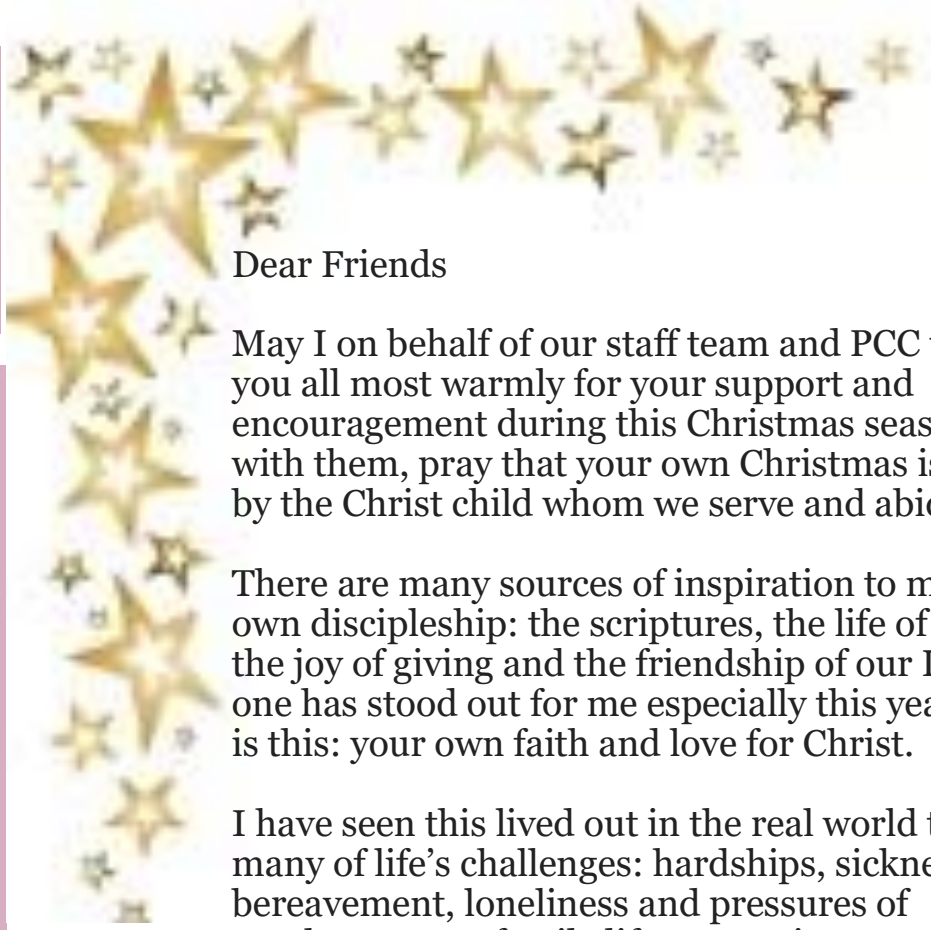 Dear Friends
May I on behalf of our staff team and PCC
you all most warmly for your support and
encouragement during this Christmas seas
with them, pray that your own Christmas is
by the Christ child whom we serve and abi
There are many sources of inspiration to m
own discipleship: the scriptures, the life of
the joy of giving and the friendship of our
one has stood out for me especially this yea
is this: your own faith and love for Christ.
I have seen this lived out in the real world
many of life’s challenges: hardships, sickne
bereavement, loneliness and pressures of